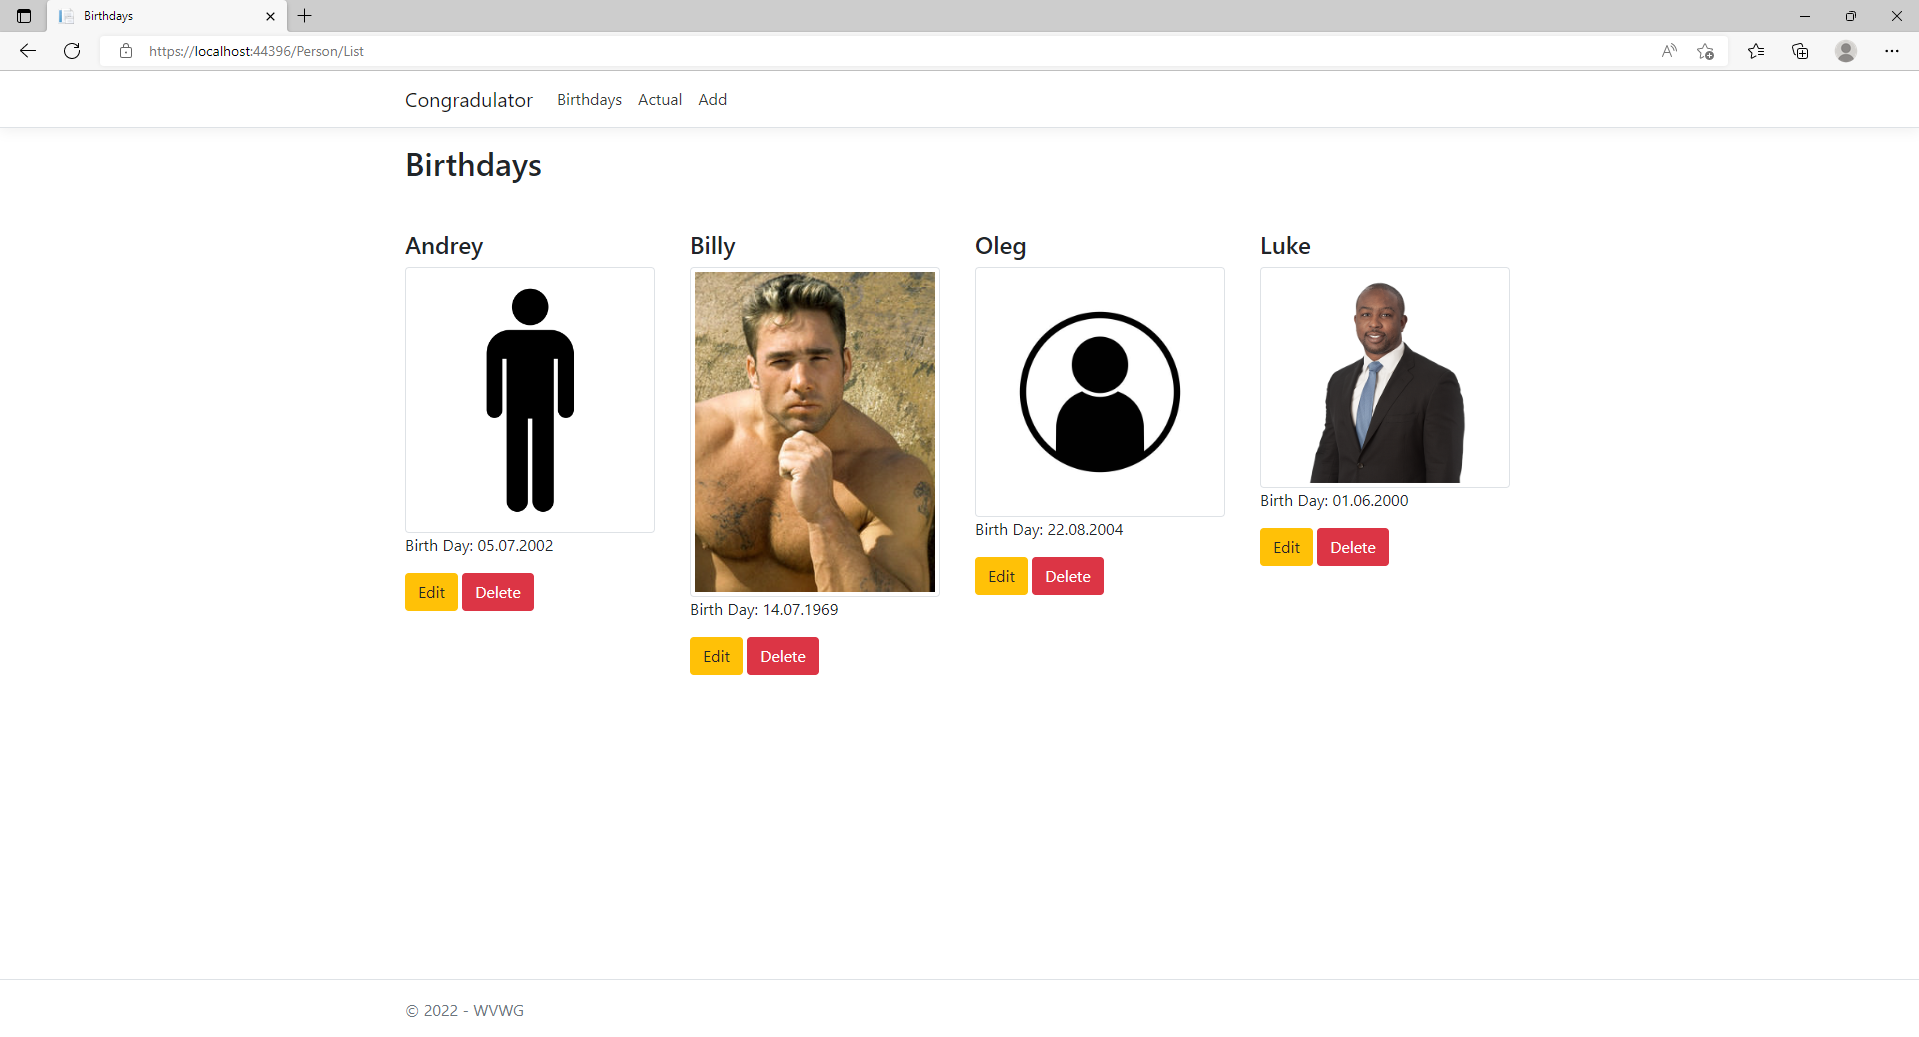 Birthdays
https://localhost:44396/Person/List
Congradulator Birthdays Actual Add
Birthdays
Andrey
Birth Day: 05.07.2002
Edit Delete
Billy
Birth Day: 14.07.1969
Edit Delete
Oleg
Birth Day: 22.08.2004
Edit Delete
Luke
Birth Day: 01.06.2000
Edit Delete
© 2022 - WVWG